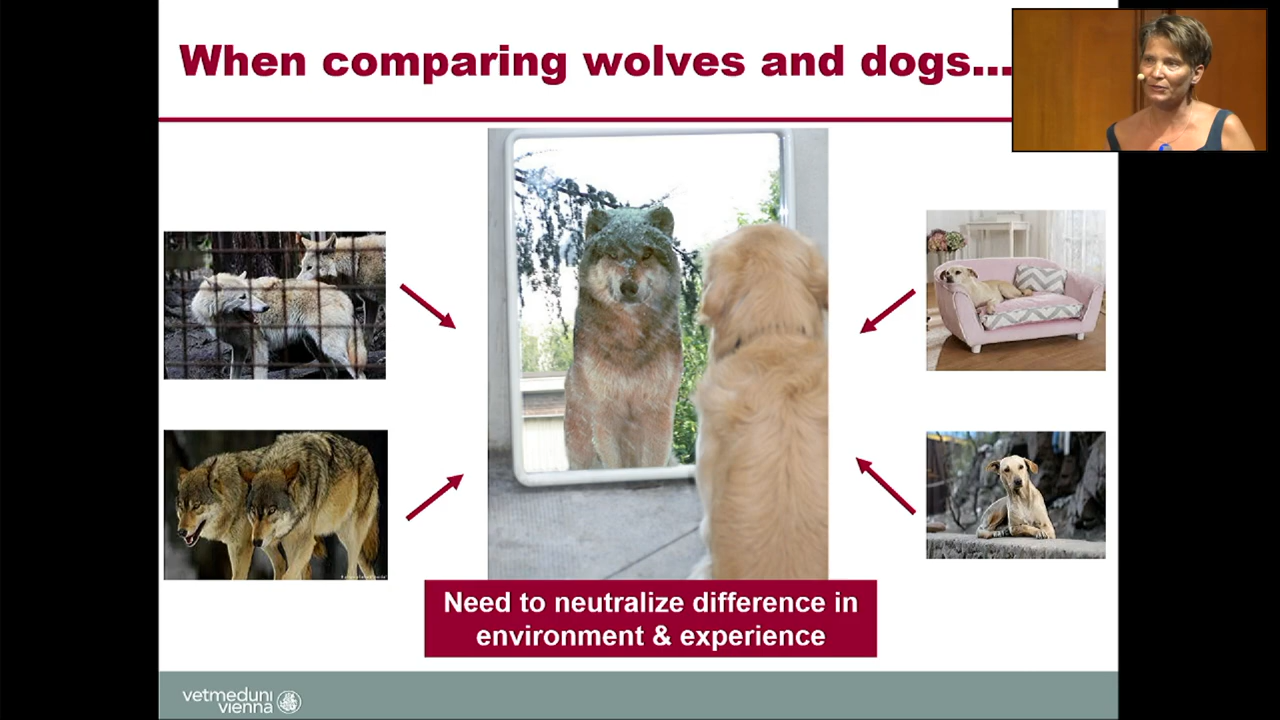 When comparing wolves and dogs...
Need to neutralize difference in
environment & experience
vetmeduni
vienna